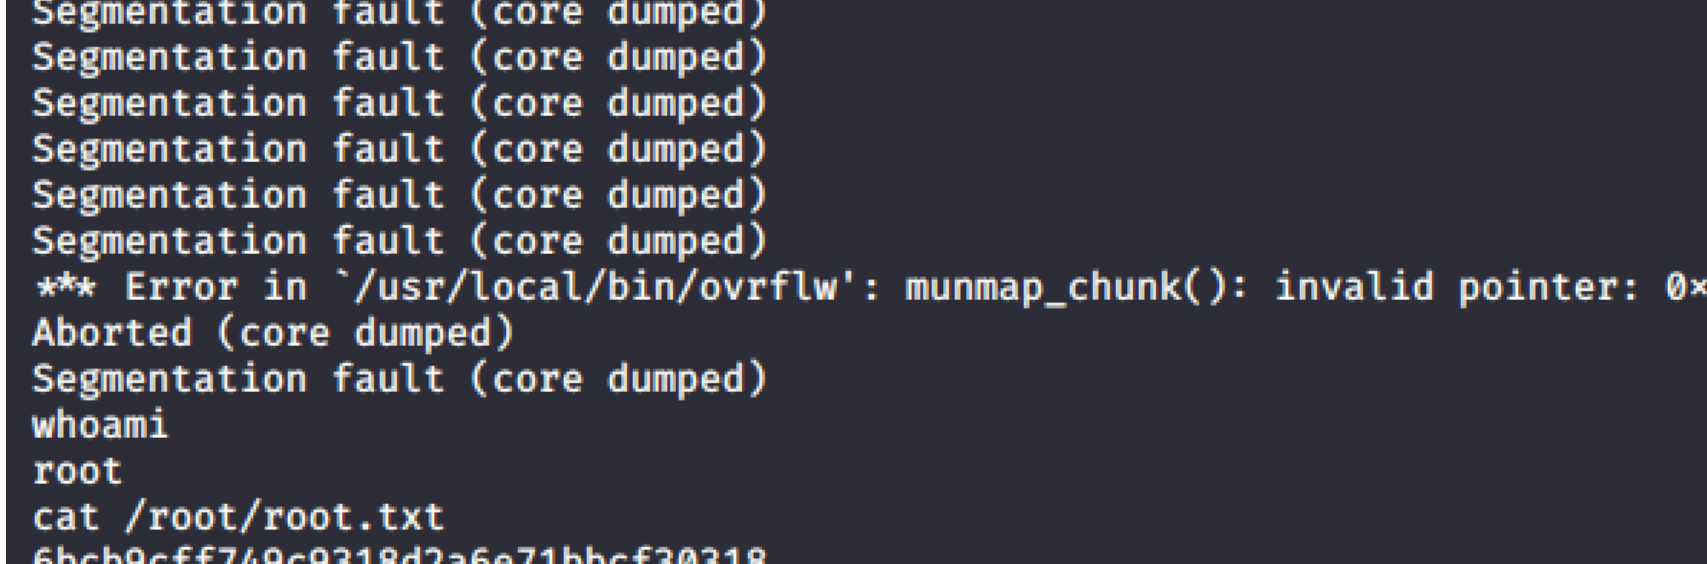 Segmentation fault (core dumped)
Segmentation fault (core dumped)
Segmentation fault (core dumped)
Segmentation fault (core dumped)
Segmentation fault (core dumped)
Segmentation fault (core dumped)
*** Error in `/usr/local/bin/ovrflw': munmap_chunk(): invalid pointer: 0×
Aborted (core dumped)
Segmentation fault (core dumped)
whoami
root
cat /root/root.txt